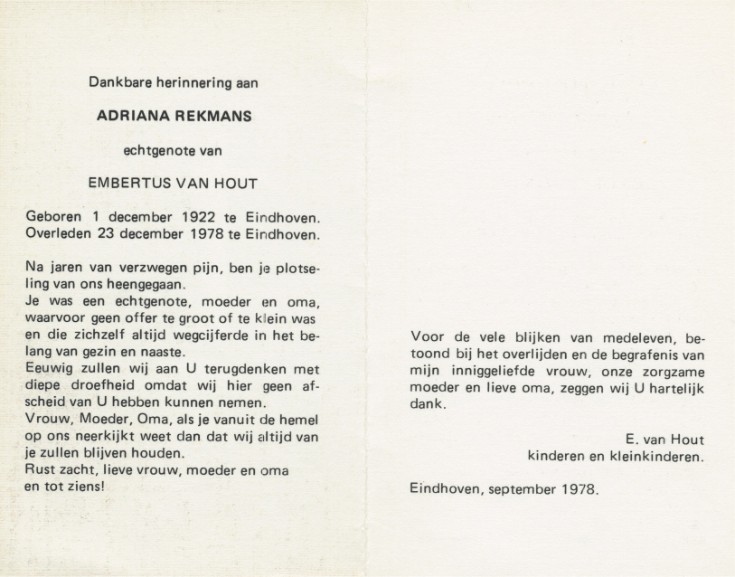 Dankbare herinnering aan
ADRIANA REKMANS
echtgenote van
EMBERTUS VAN HOUT
Geboren 1 december 1922 te Eindhoven.
Overleden 23 december 1978 te Eindhoven.
Na jaren van verzwegen pijn, ben je plotse-
ling van ons heengegaan.
Je was een echtgenote, moeder en oma,
waarvoor geen offer te groot of te klein was
en die zichzelf altijd wegcijferde in het be-
lang van gezin en naaste.
Eeuwig zullen wij aan U terugdenken met
diepe droefheid omdat wij hier geen af-
scheid van U hebben kunnen nemen.
Vrouw, Moeder, Oma, als je vanuit de hemel
op ons neerkijkt weet dan dat wij altijd van
je zullen blijven houden.
Rust zacht, lieve vrouw, moeder en oma
en tot ziens!
Voor de vele blijken van medeleven, be-
toond bij het overlijden en de begrafenis van
mijn inniggeliefde vrouw, onze zorgzame
moeder en lieve oma, zeggen wij U hartelijk
dank.
E. van Hout
kinderen en kleinkinderen.
Eindhoven, september 1978.